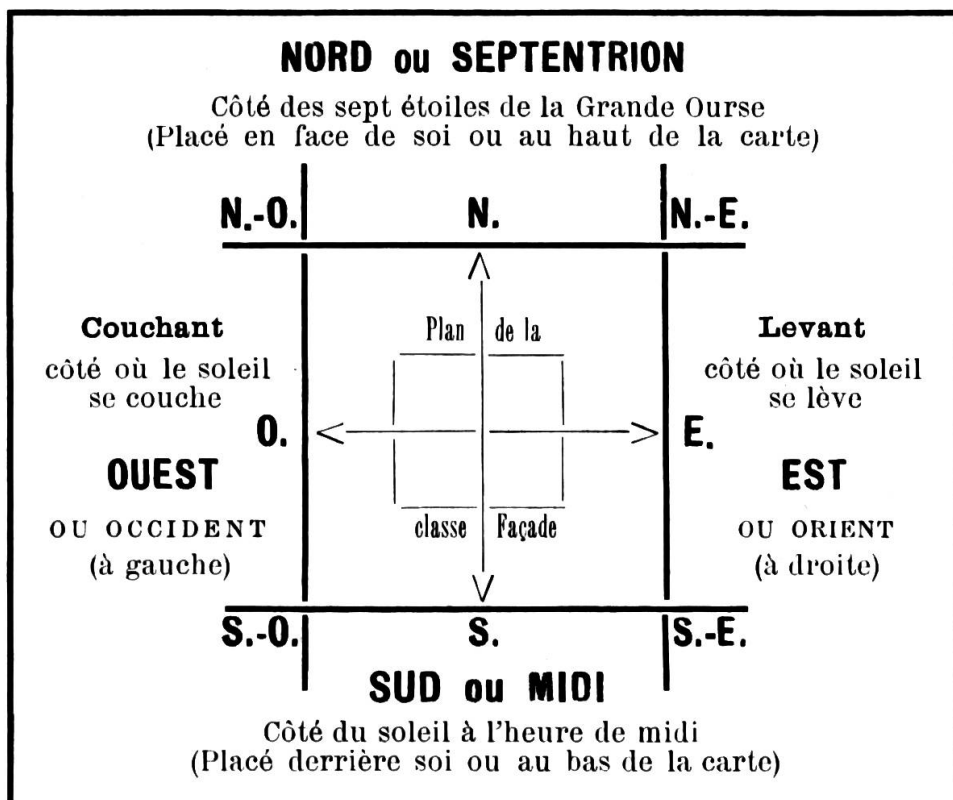 NORD ou SEPTENTRION
Côté des sept étoiles de la Grande Ourse
(Placé en face de soi ou au haut de la carte)
N.-O. N. N.-E.
Couchant
côté où le soleil
se couche
O.
OUEST
OU OCCIDENT
(à gauche)
Plan de la
classe Façade
Levant
côté où le soleil
se lève
E.
EST
OU ORIENT
(à droite)
S.-O. S. S.-E.
SUD ou MIDI
Côté du soleil à l'heure de midi
(Placé derrière soi ou au bas de la carte)